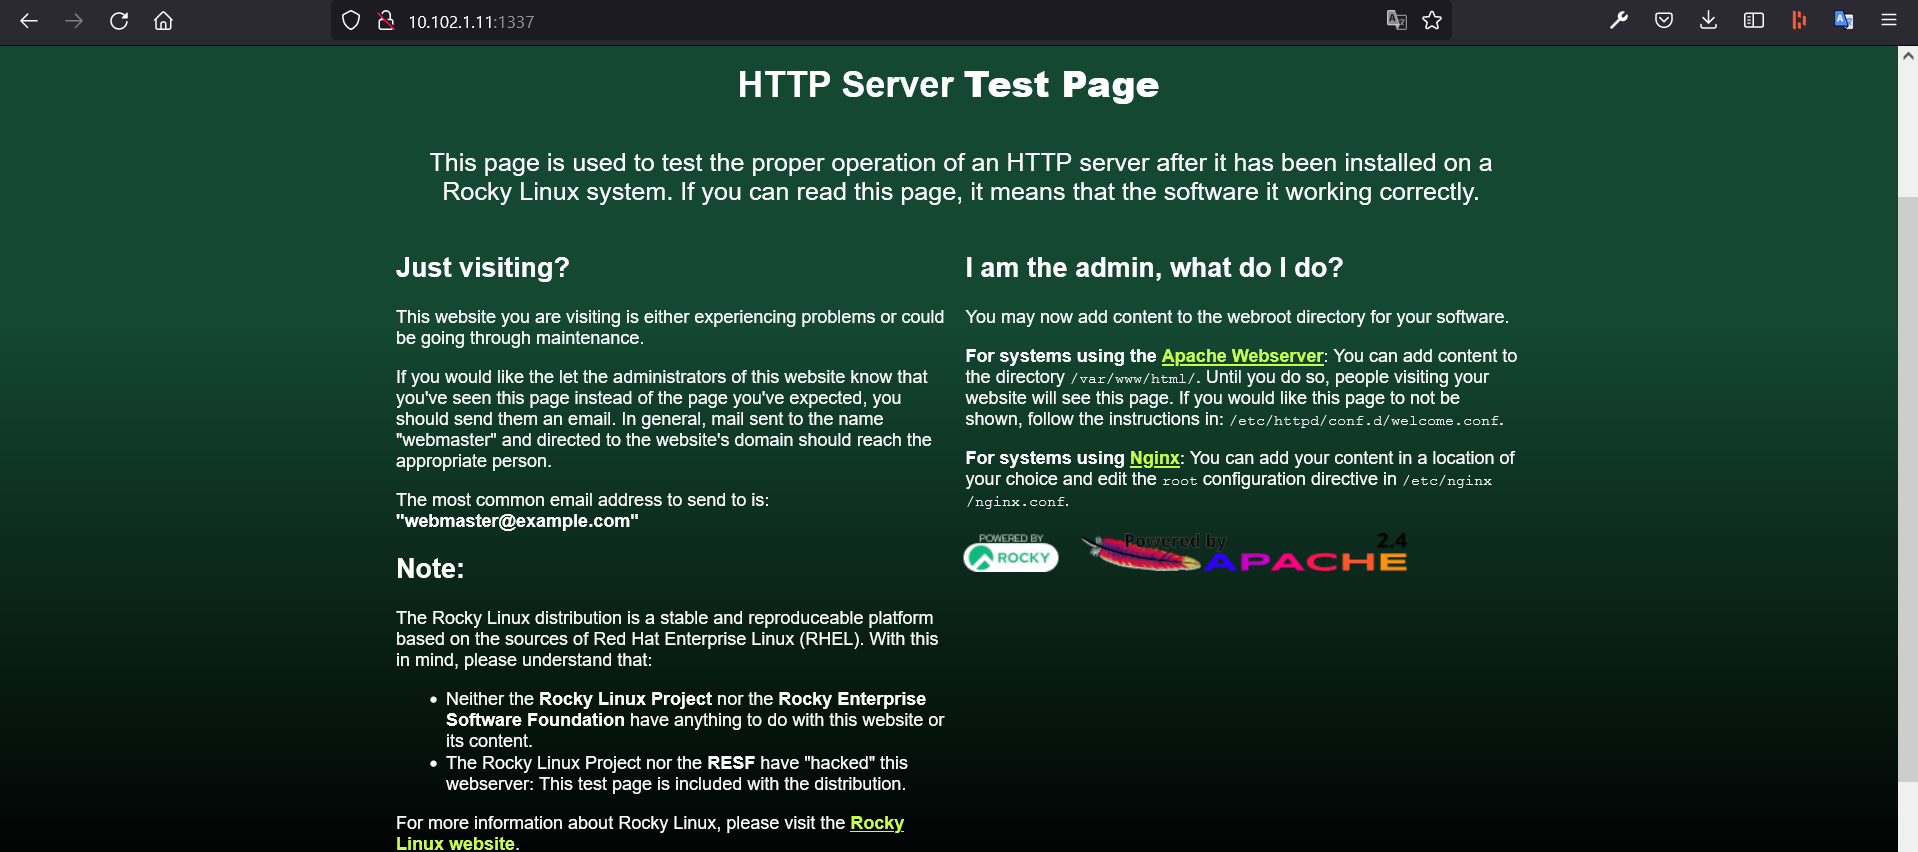 10.102.1.11:1337
HTTP Server Test Page
This page is used to test the proper operation of an HTTP server after it has been installed on a
Rocky Linux system. If you can read this page, it means that the software it working correctly.
Just visiting?
This website you are visiting is either experiencing problems or could
be going through maintenance.
If you would like the let the administrators of this website know that
you've seen this page instead of the page you've expected, you
should send them an email. In general, mail sent to the name
"webmaster" and directed to the website's domain should reach the
appropriate person.
The most common email address to send to is:
"webmaster@example.com"
Note:
The Rocky Linux distribution is a stable and reproduceable platform
based on the sources of Red Hat Enterprise Linux (RHEL). With this
in mind, please understand that:
• Neither the Rocky Linux Project nor the Rocky Enterprise
Software Foundation have anything to do with this website or
its content.
• The Rocky Linux Project nor the RESF have "hacked" this
webserver: This test page is included with the distribution.
For more information about Rocky Linux, please visit the Rocky
Linux website.
I am the admin, what do I do?
You may now add content to the webroot directory for your software.
For systems using the Apache Webserver: You can add content to
the directory /var/www/html/. Until you do so, people visiting your
website will see this page. If you would like this page to not be
shown, follow the instructions in: /etc/httpd/conf.d/welcome.conf.
For systems using Nginx: You can add your content in a location of
your choice and edit the root configuration directive in /etc/nginx
/nginx.conf.
POWERED BY
ROCKY
Powered by 2.4
APACHE